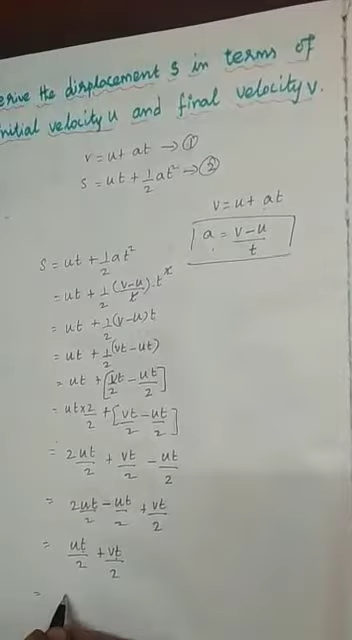 erive the displacement s in terms of
nitial velocity u and final velocity v.
v = u + at → ①
s = ut + 1/2 at² → ②
v = u + at
a = (v-u)/t
s = ut + 1/2 at²
= ut + 1/2 (v-u)/t · t²
= ut + 1/2 (v-u)t
= ut + 1/2 (vt-ut)
= ut + [vt/2 - ut/2]
= ut×2/2 + [vt/2 - ut/2]
= 2ut/2 + vt/2 - ut/2
= 2ut/2 - ut/2 + vt/2
= ut/2 + vt/2
=